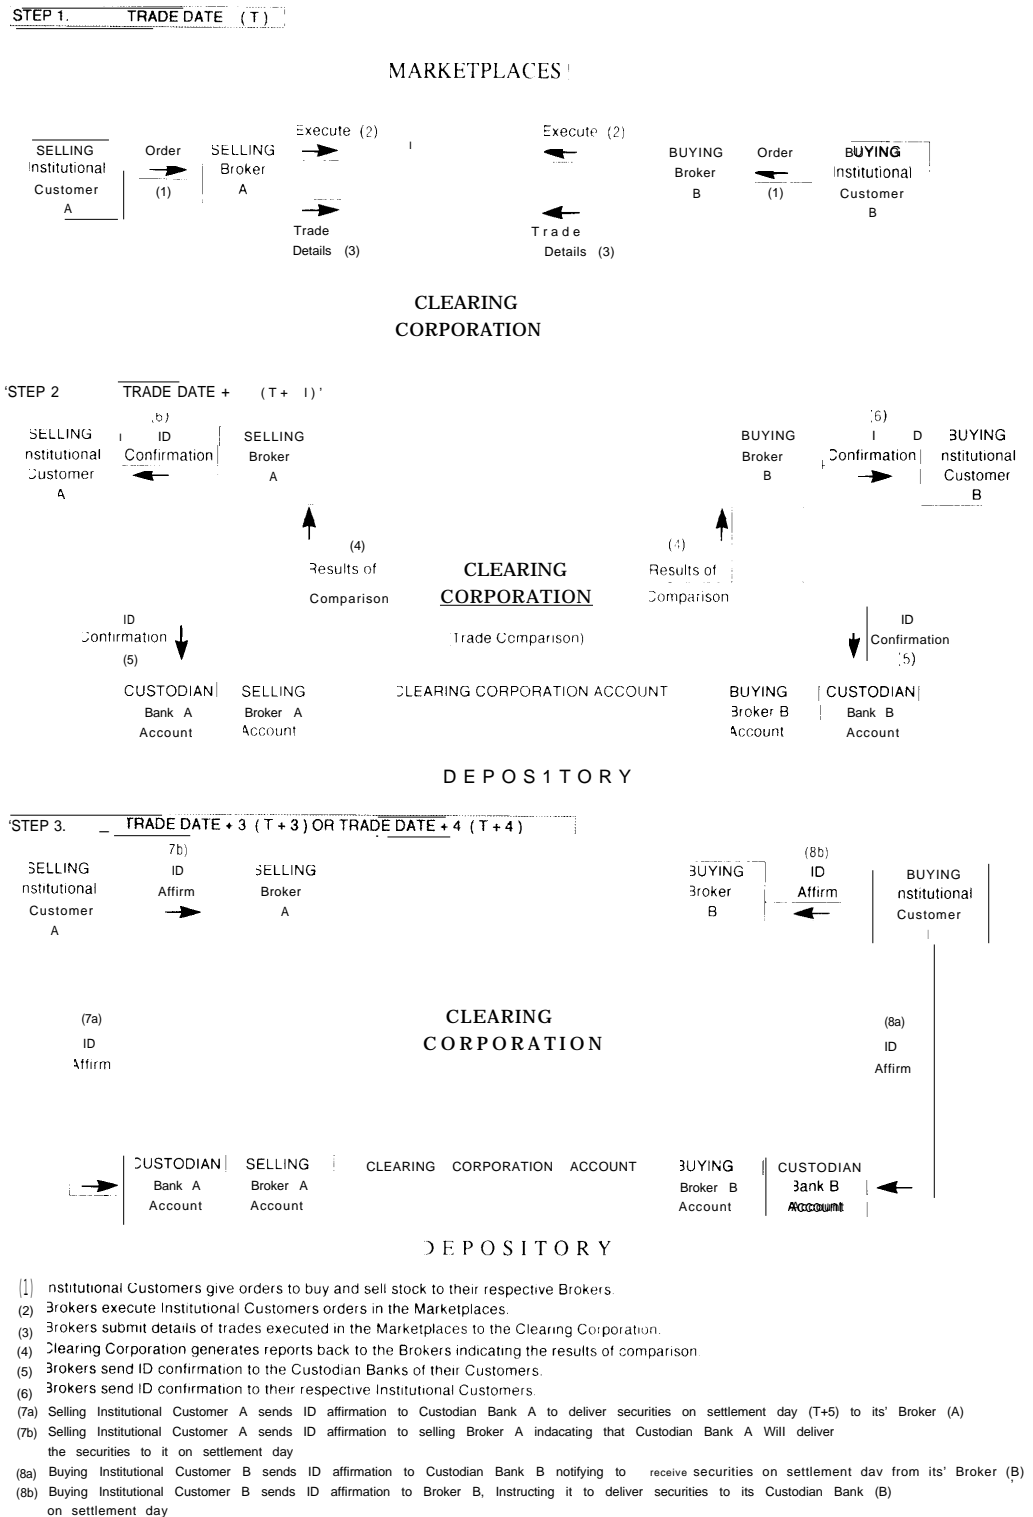 STEP 1. TRADE DATE (T)
MARKETPLACES
Execute (2) Execute (2)
SELLING Order SELLING BUYING Order BUYING
Institutional Broker Broker Institutional
Customer (1) A B (1) Customer
A B
Trade Trade
Details (3) Details (3)
CLEARING
CORPORATION
'STEP 2 TRADE DATE + (T+ I)'
(6) (6)
SELLING ID SELLING BUYING I D BUYING
Institutional Confirmation Broker Broker Confirmation Institutional
Customer A B Customer
A B
(4) (4)
Results of CLEARING Results of
Comparison CORPORATION Comparison
ID ID
Confirmation (Trade Comparison) Confirmation
(5) (5)
CUSTODIAN SELLING CLEARING CORPORATION ACCOUNT BUYING CUSTODIAN
Bank A Broker A Broker B Bank B
Account Account Account Account
DEPOS1TORY
'STEP 3. _ TRADE DATE + 3 (T+3) OR TRADE DATE + 4 (T+4)
7b) (8b)
SELLING ID SELLING BUYING ID BUYING
Institutional Affirm Broker Broker Affirm Institutional
Customer A B Customer
A
(7a) CLEARING (8a)
ID CORPORATION ID
Affirm Affirm
CUSTODIAN SELLING CLEARING CORPORATION ACCOUNT BUYING CUSTODIAN
Bank A Broker A Broker B Bank B
Account Account Account Account
DEPOSITORY
(1) Institutional Customers give orders to buy and sell stock to their respective Brokers.
(2) Brokers execute Institutional Customers orders in the Marketplaces.
(3) Brokers submit details of trades executed in the Marketplaces to the Clearing Corporation.
(4) Clearing Corporation generates reports back to the Brokers indicating the results of comparison
(5) Brokers send ID confirmation to the Custodian Banks of their Customers.
(6) Brokers send ID confirmation to their respective Institutional Customers.
(7a) Selling Institutional Customer A sends ID affirmation to Custodian Bank A to deliver securities on settlement day (T+5) to its' Broker (A)
(7b) Selling Institutional Customer A sends ID affirmation to selling Broker A indacating that Custodian Bank A Will deliver
the securities to it on settlement day
(8a) Buying Institutional Customer B sends ID affirmation to Custodian Bank B notifying to receive securities on settlement dav from its' Broker (B)
(8b) Buying Institutional Customer B sends ID affirmation to Broker B, Instructing it to deliver securities to its Custodian Bank (B)
on settlement day